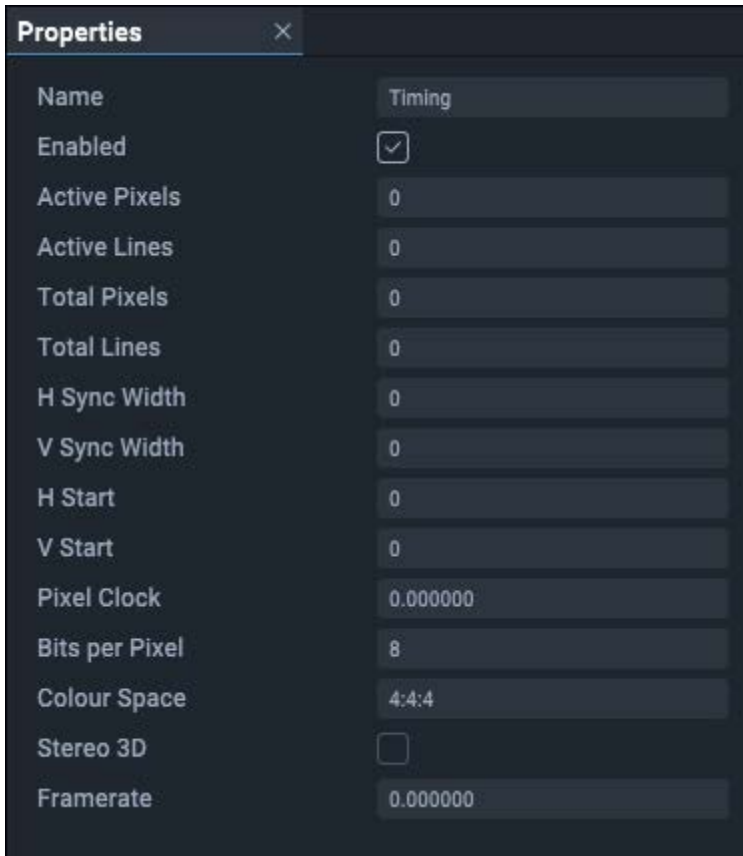 Properties
Name Timing
Enabled
Active Pixels 0
Active Lines 0
Total Pixels 0
Total Lines 0
H Sync Width 0
V Sync Width 0
H Start 0
V Start 0
Pixel Clock 0.000000
Bits per Pixel 8
Colour Space 4:4:4
Stereo 3D
Framerate 0.000000